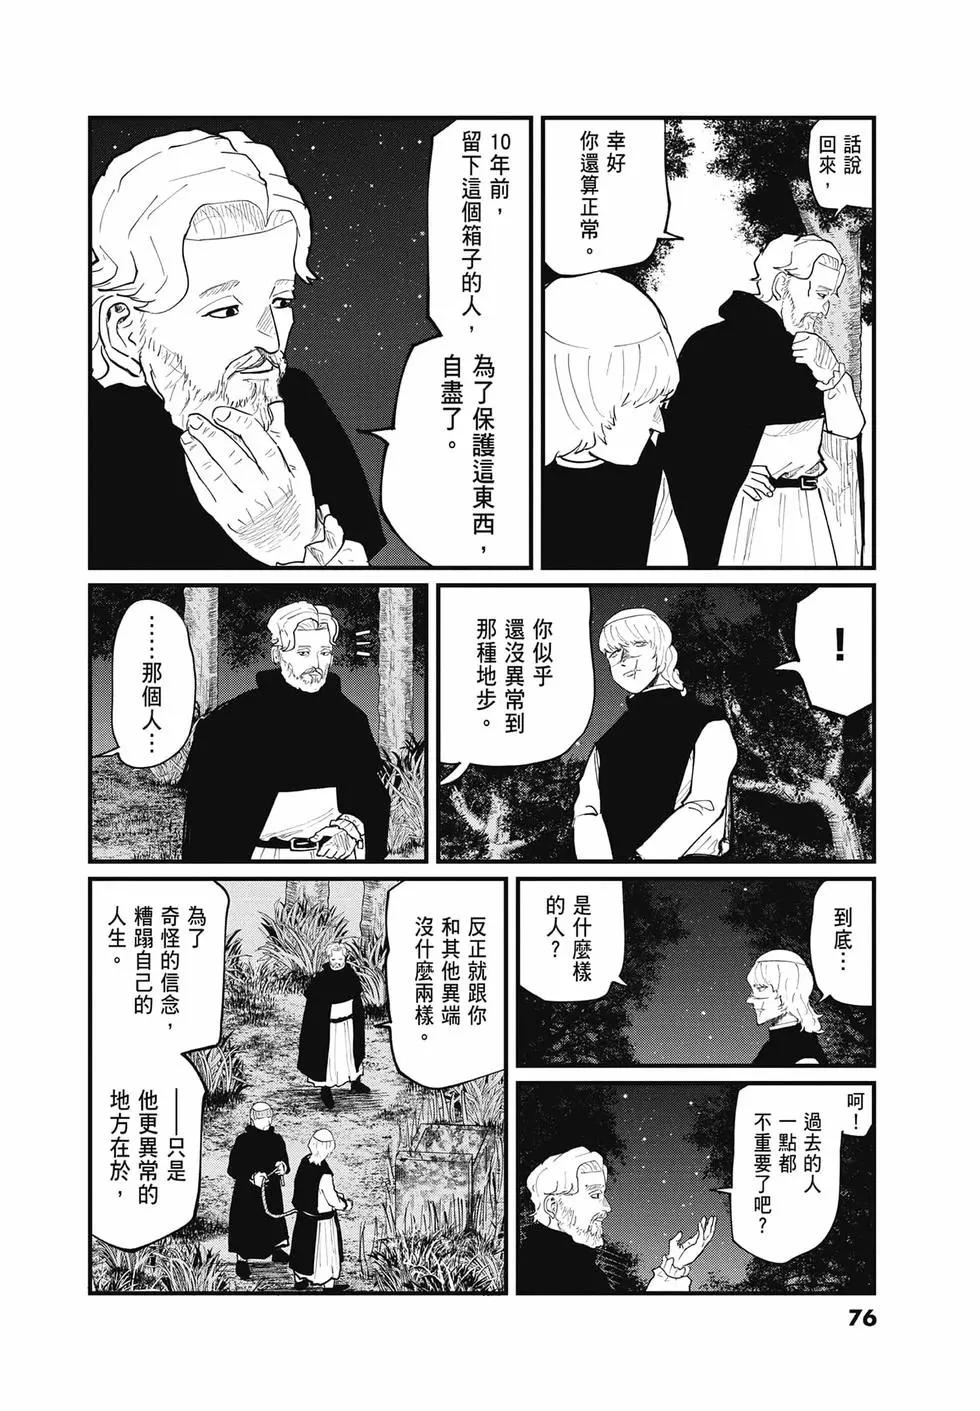 話說
回來，
幸好
你還算正常。
10年前，
留下這個箱子的人，
為了保護這東西，
自盡了。
！
你似乎
還沒異常到
那種地步。
……那個人…
到底…
是什麼樣
的人？
呵！
過去的人
一點都
不重要了吧？
反正就跟你
和其他異端
沒什麼兩樣。
為了
奇怪的信念，
糟蹋自己的
人生。
——只是
他更異常的
地方在於，
76